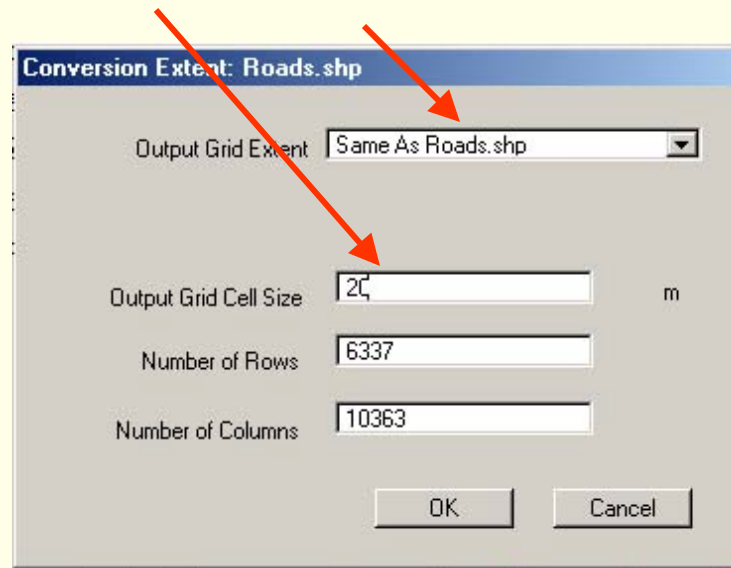 Conversion Extent: Roads.shp
Output Grid Extent Same As Roads.shp
Output Grid Cell Size 20 m
Number of Rows 6337
Number of Columns 10363
OK Cancel